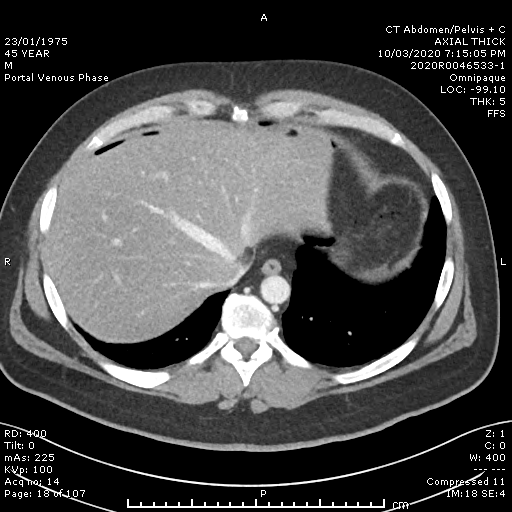 A
23/01/1975
45 YEAR
M
Portal Venous Phase
CT Abdomen/Pelvis + C
AXIAL THICK
10/03/2020 7:15:05 PM
2020R0046533-1
Omnipaque
LOC: -99.10
THK: 5
FFS
R
L
RD: 400
Tilt: 0
mAs: 225
KVp: 100
Acq no: 14
Page: 18 of 107
P
cm
Z: 1
C: 0
W: 400
--- ---
Compressed 11
IM: 18 SE: 4